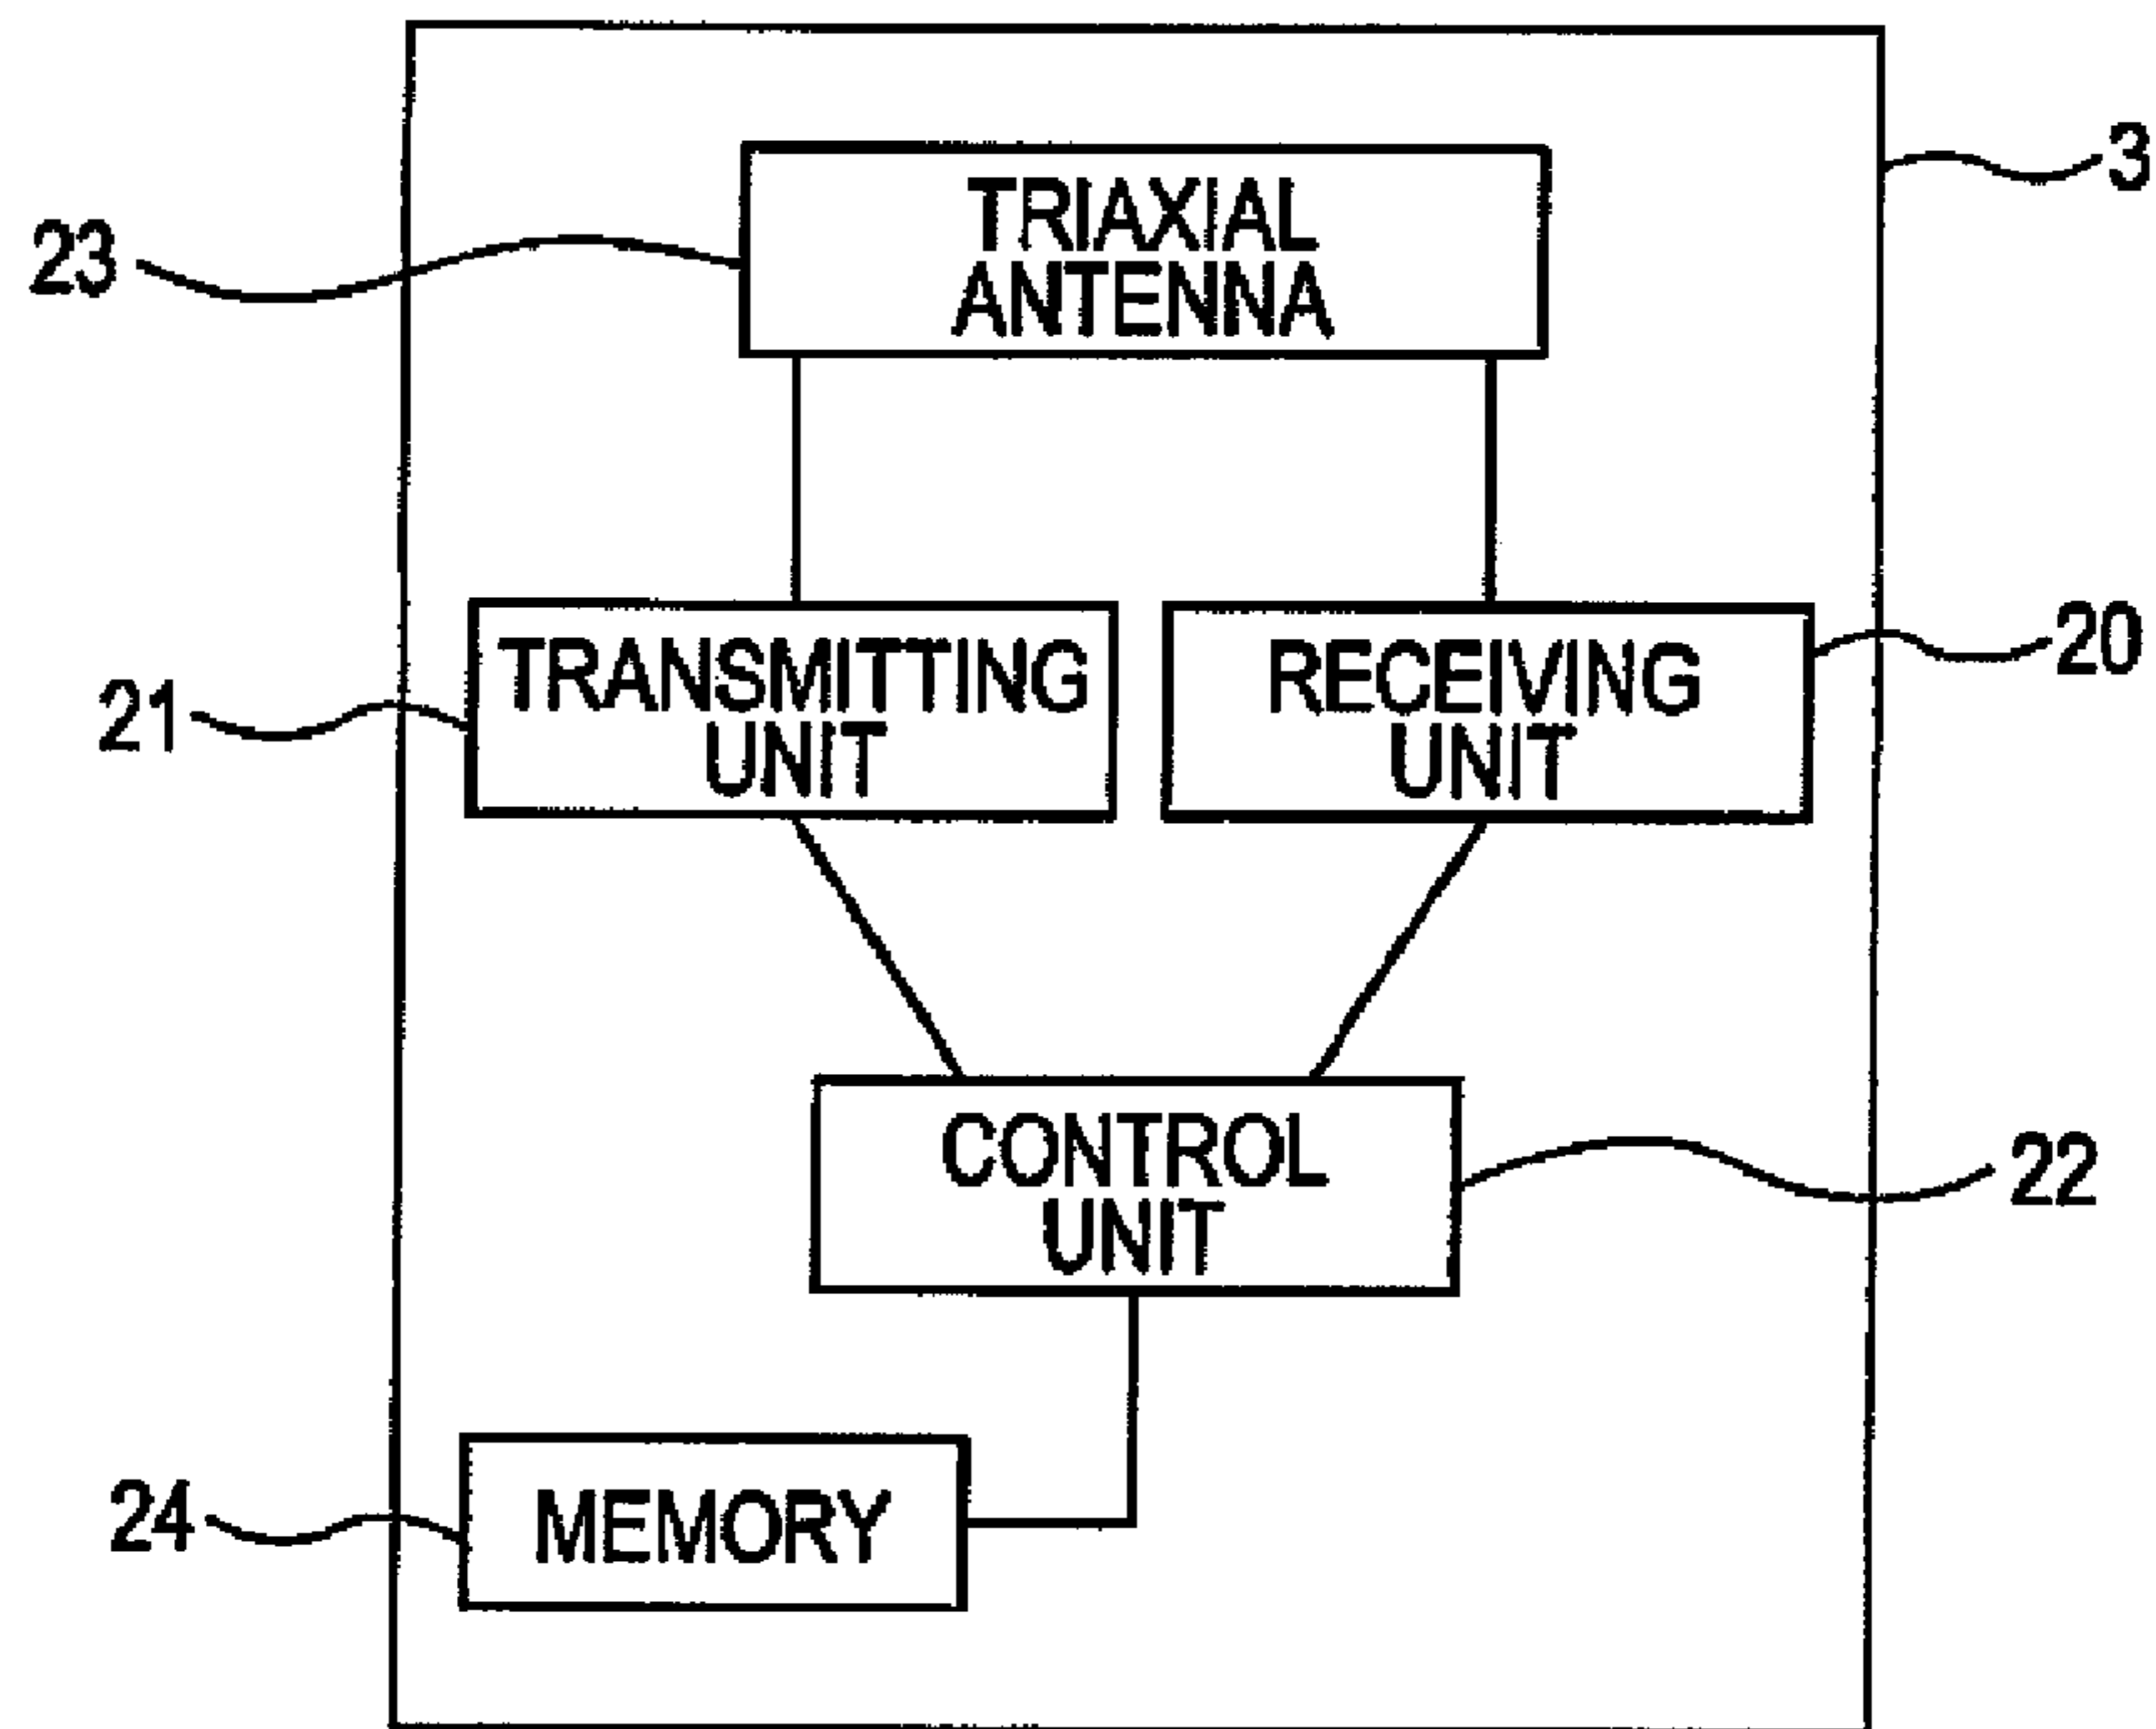 3
TRIAXIAL
ANTENNA
23
TRANSMITTING
UNIT
RECEIVING
UNIT
20
21
CONTROL
UNIT
22
MEMORY
24